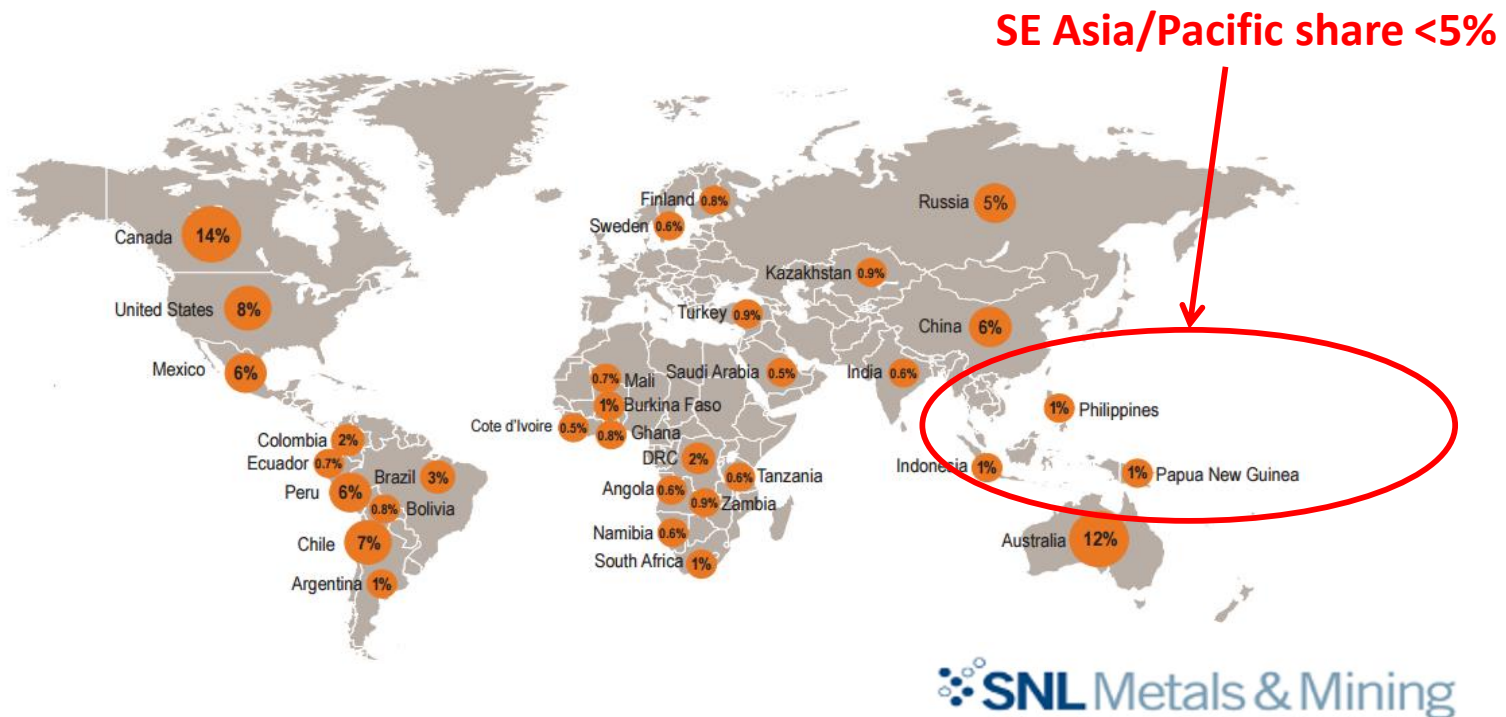 SE Asia/Pacific share <5%
Canada 14%
United States 8%
Mexico 6%
Colombia 2%
Ecuador 0.7%
Brazil 3%
Peru 6%
0.8% Bolivia
Chile 7%
Argentina 1%
Finland 0.8%
Sweden 0.6%
Russia 5%
Kazakhstan 0.9%
Turkey 0.9%
China 6%
Saudi Arabia 0.5%
India 0.6%
0.7% Mali
1% Burkina Faso
Cote d'Ivoire 0.5%
0.8% Ghana
DRC 2%
0.6% Tanzania
Angola 0.6%
0.9% Zambia
Namibia 0.6%
South Africa 1%
1% Philippines
Indonesia 1%
1% Papua New Guinea
Australia 12%
SNL Metals & Mining